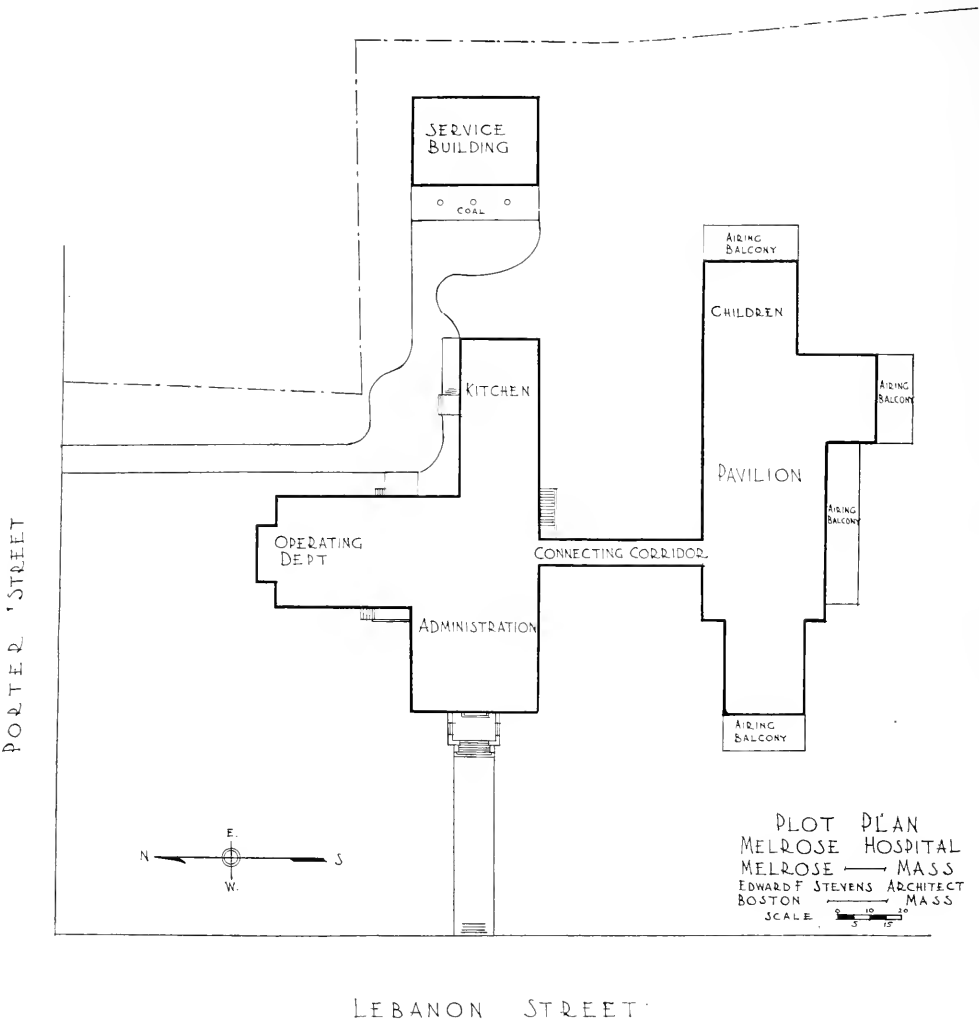 SERVICE
BUILDING
COAL
AIRING
BALCONY
CHILDREN
KITCHEN
AIRING
BALCONY
PAVILION
AIRING
BALCONY
OPERATING
DEPT
CONNECTING CORRIDOR
ADMINISTRATION
PORTER STREET
AIRING
BALCONY
E.
N S
W.
PLOT PLAN
MELROSE HOSPITAL
MELROSE — MASS
EDWARD F STEVENS ARCHITECT
BOSTON — MASS
SCALE 0 10 20
5 15
LEBANON STREET